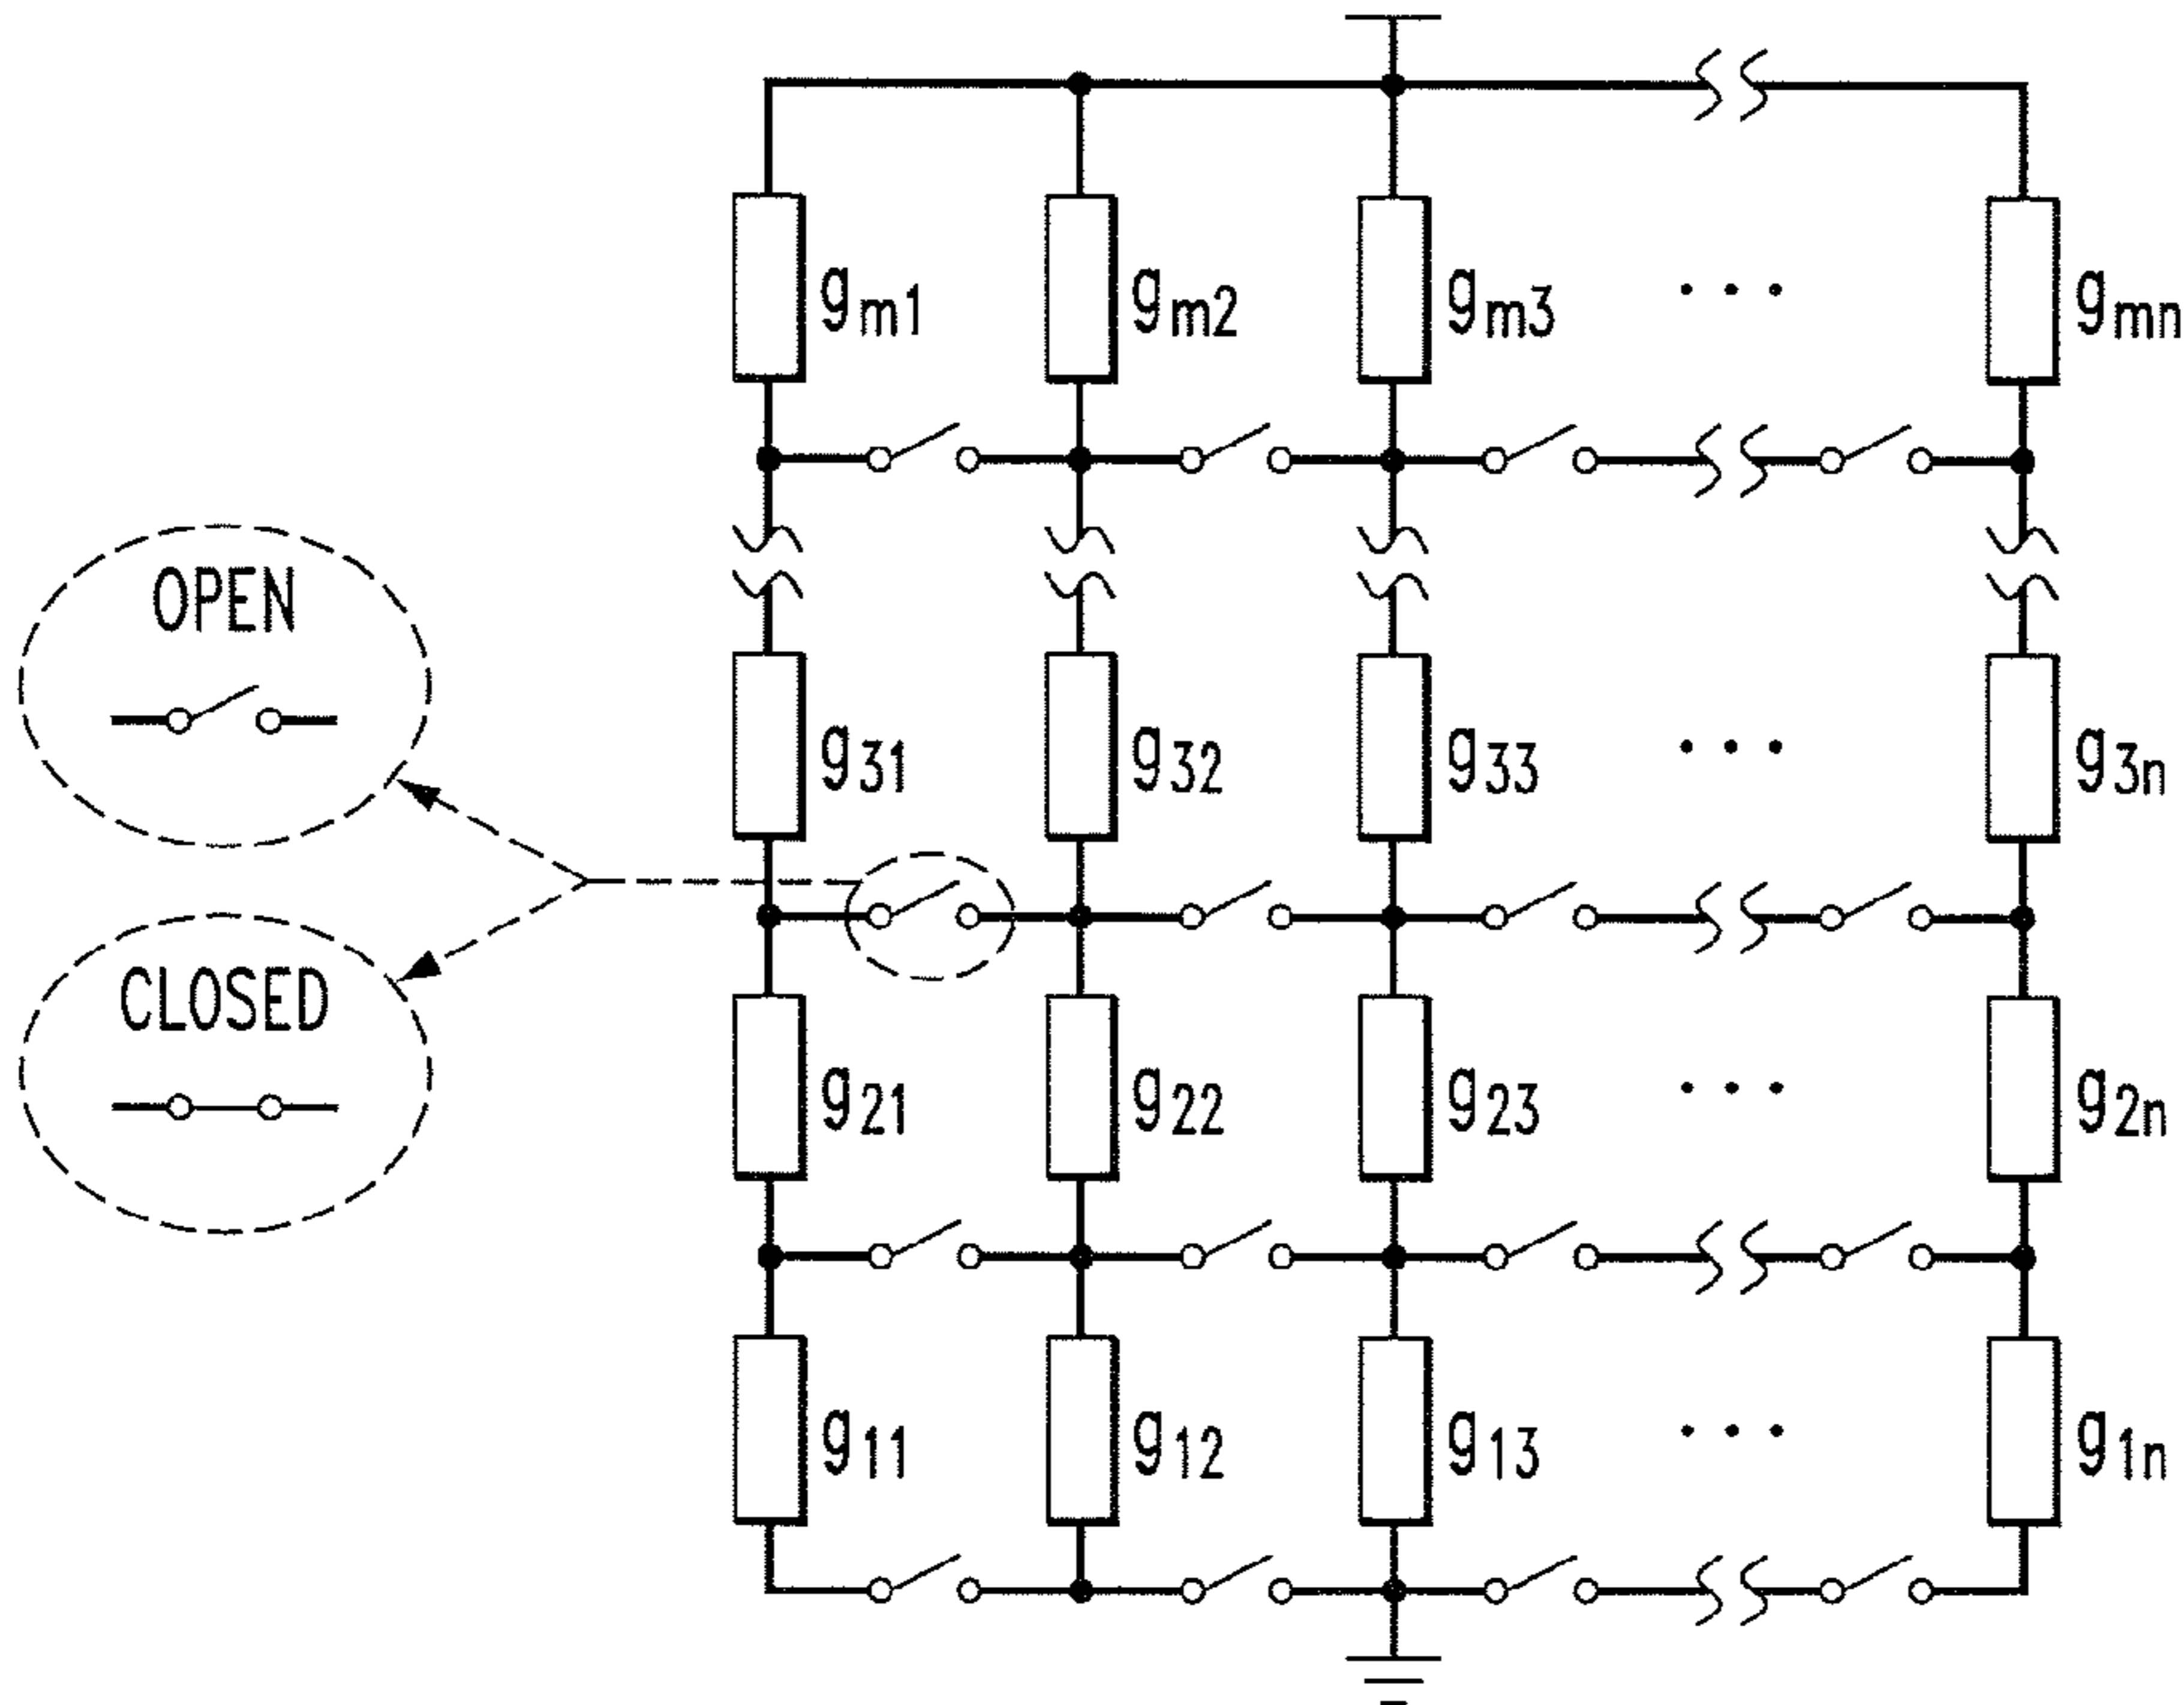 gm1 gm2 gm3 ... gmn
OPEN
g31 g32 g33 ... g3n
CLOSED
g21 g22 g23 ... g2n
g11 g12 g13 ... g1n